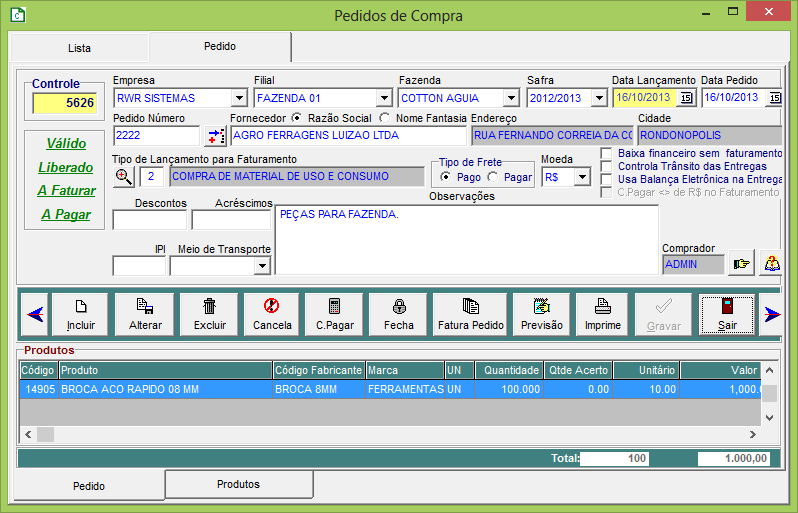 Pedidos de Compra
Lista Pedido
Controle
5626
Empresa Filial Fazenda Safra Data Lançamento Data Pedido
RWR SISTEMAS FAZENDA 01 COTTON AGUIA 2012/2013 16/10/2013 15 16/10/2013 15
Pedido Número Fornecedor Razão Social Nome Fantasia Endereço Cidade
2222 AGRO FERRAGENS LUIZAO LTDA RUA FERNANDO CORREIA DA CO RONDONOPOLIS
Válido
Liberado
A Faturar
A Pagar
Tipo de Lançamento para Faturamento Tipo de Frete Moeda
2 COMPRA DE MATERIAL DE USO E CONSUMO Pago Pagar R$
Baixa financeiro sem faturamento
Controla Trânsito das Entregas
Usa Balança Eletrônica na Entrega
C.Pagar <> de R$ no Faturamento
Descontos Acréscimos Observações
PEÇAS PARA FAZENDA.
IPI Meio de Transporte Comprador
ADMIN
Incluir Alterar Excluir Cancela C.Pagar Fecha Fatura Pedido Previsão Imprime Gravar Sair
Produtos
Código Produto Código Fabricante Marca UN Quantidade Qtde Acerto Unitário Valor
14905 BROCA ACO RAPIDO 08 MM BROCA 8MM FERRAMENTAS UN 100.000 0.00 10.00 1,000.0
Total: 100 1.000,00
Pedido Produtos